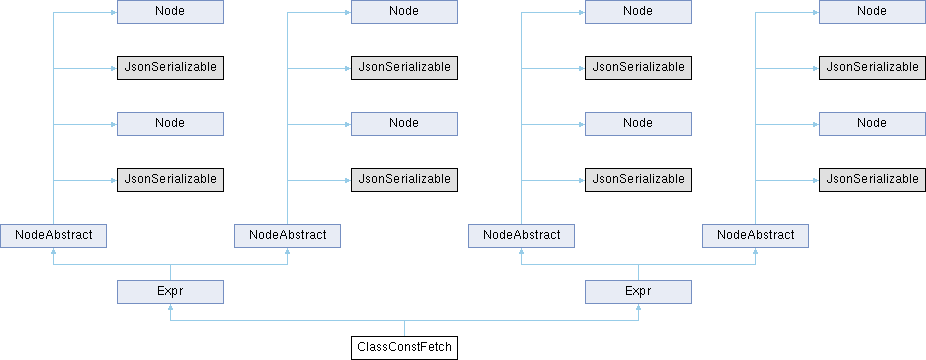 Node Node Node Node
JsonSerializable JsonSerializable JsonSerializable JsonSerializable
Node Node Node Node
JsonSerializable JsonSerializable JsonSerializable JsonSerializable
NodeAbstract NodeAbstract NodeAbstract NodeAbstract
Expr Expr
ClassConstFetch